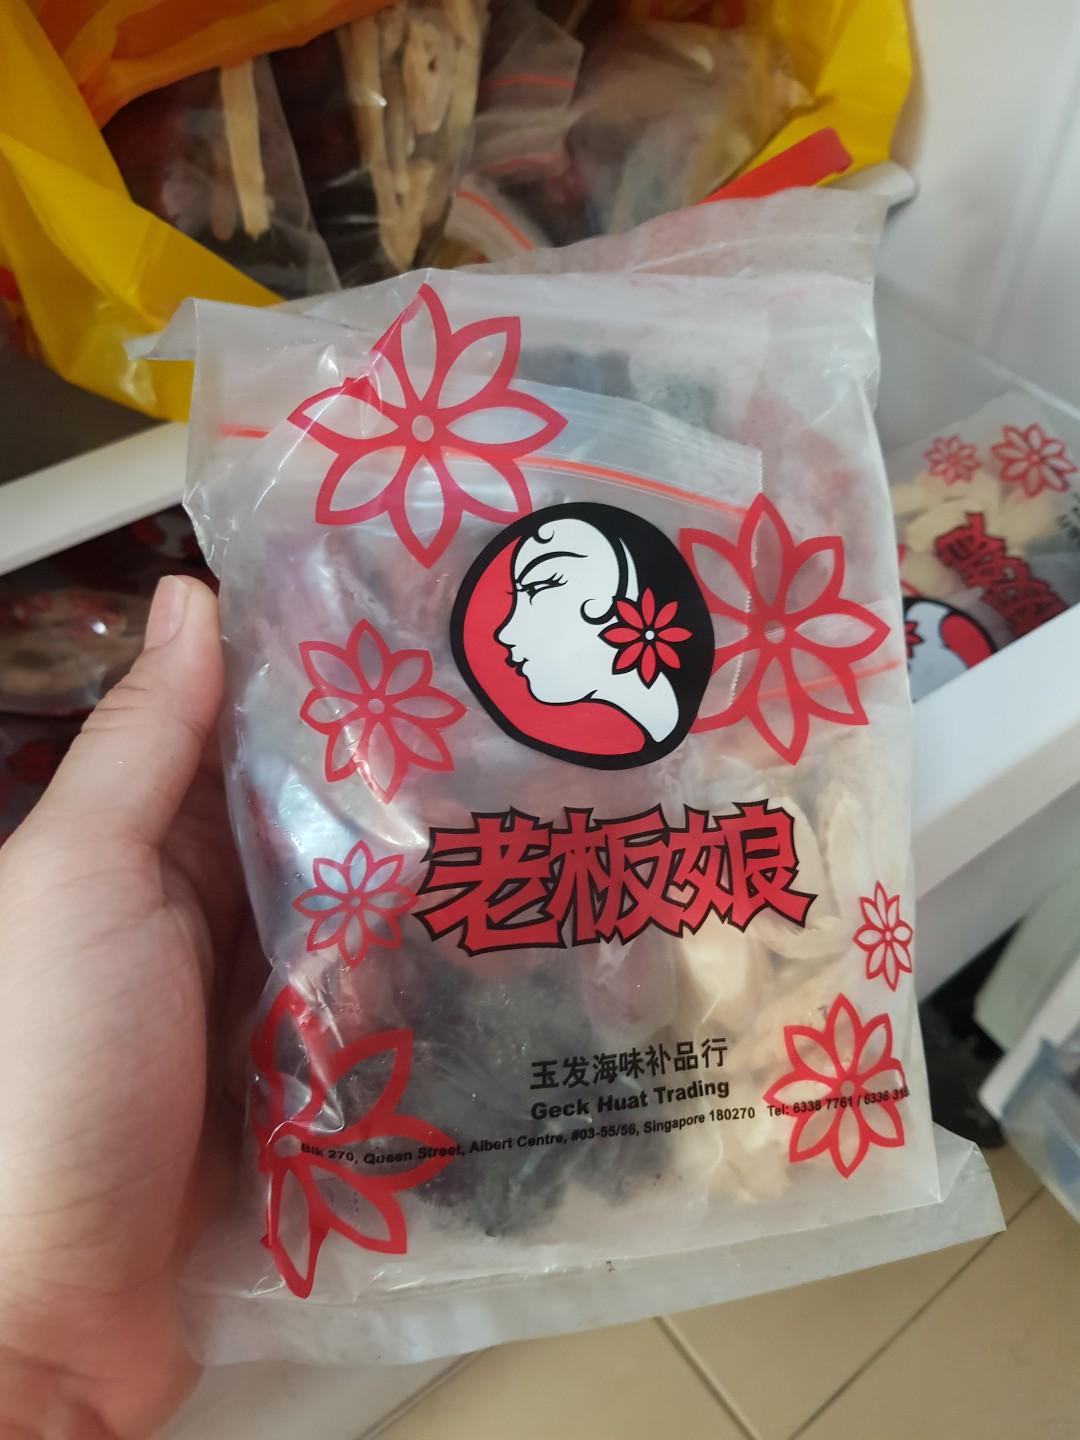 老板娘
玉发海味补品行
Geck Huat Trading
Blk 270, Queen Street, Albert Centre, #03-55/56, Singapore 180270 Tel: 6338 7761 / 6336